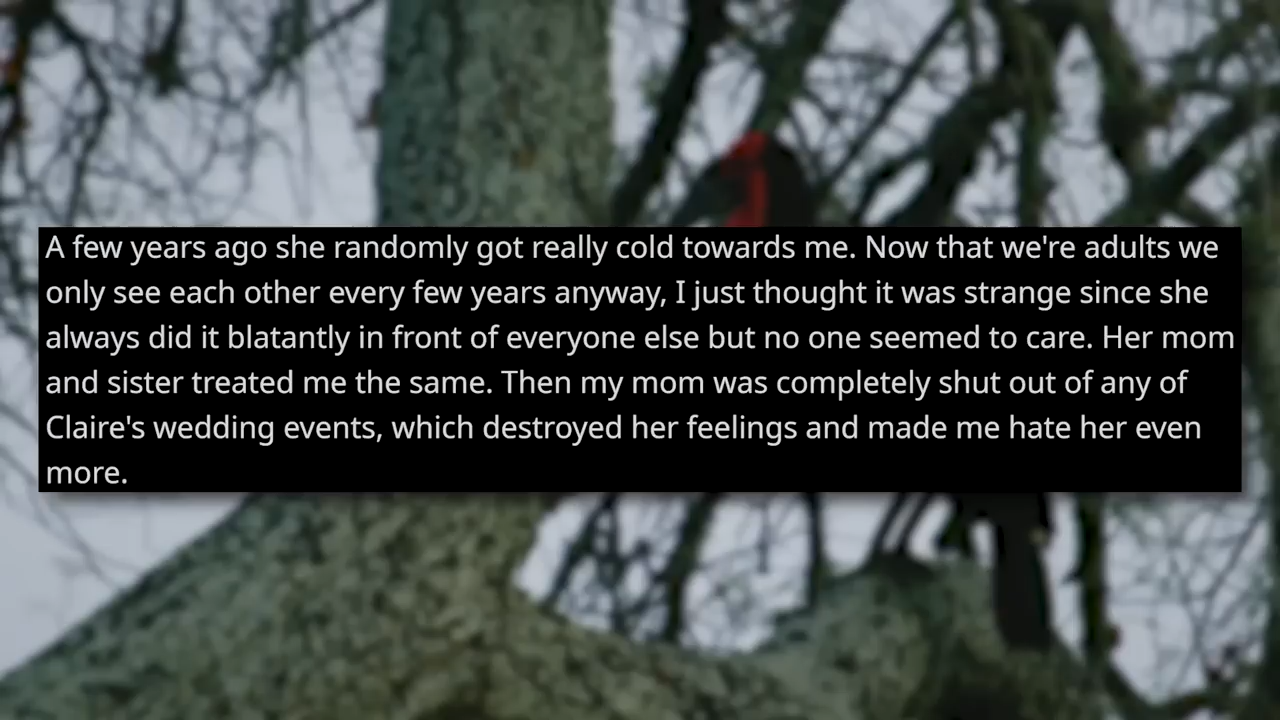 A few years ago she randomly got really cold towards me. Now that we're adults we
only see each other every few years anyway, I just thought it was strange since she
always did it blatantly in front of everyone else but no one seemed to care. Her mom
and sister treated me the same. Then my mom was completely shut out of any of
Claire's wedding events, which destroyed her feelings and made me hate her even
more.